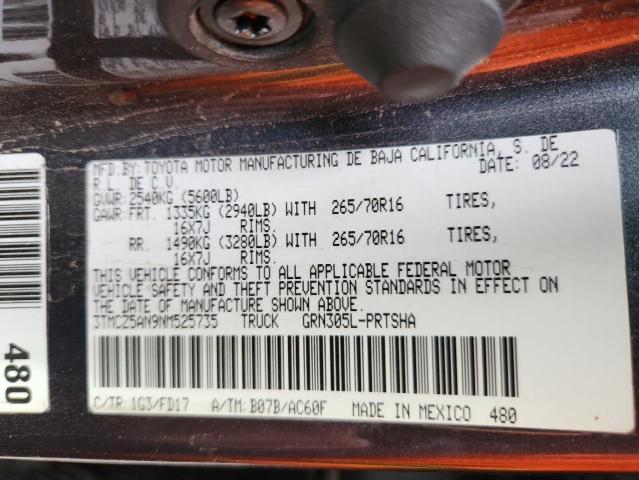 MFD.BY:TOYOTA MOTOR MANUFACTURING DE BAJA CALIFORNIA, S. DE
R.L. DE C.V. DATE: 08/22
GVWR:2540KG (5600LB)
GAWR:FRT. 1335KG (2940LB) WITH 265/70R16 TIRES,
16X7J RIMS.
RR. 1490KG (3280LB) WITH 265/70R16 TIRES,
16X7J RIMS.
THIS VEHICLE CONFORMS TO ALL APPLICABLE FEDERAL MOTOR
VEHICLE SAFETY AND THEFT PREVENTION STANDARDS IN EFFECT ON
THE DATE OF MANUFACTURE SHOWN ABOVE.
3TMCZ5AN9NM525735 TRUCK GRN305L-PRTSHA
C/TR:1G3/FD17 A/TM:B07B/AC60F MADE IN MEXICO 480
480